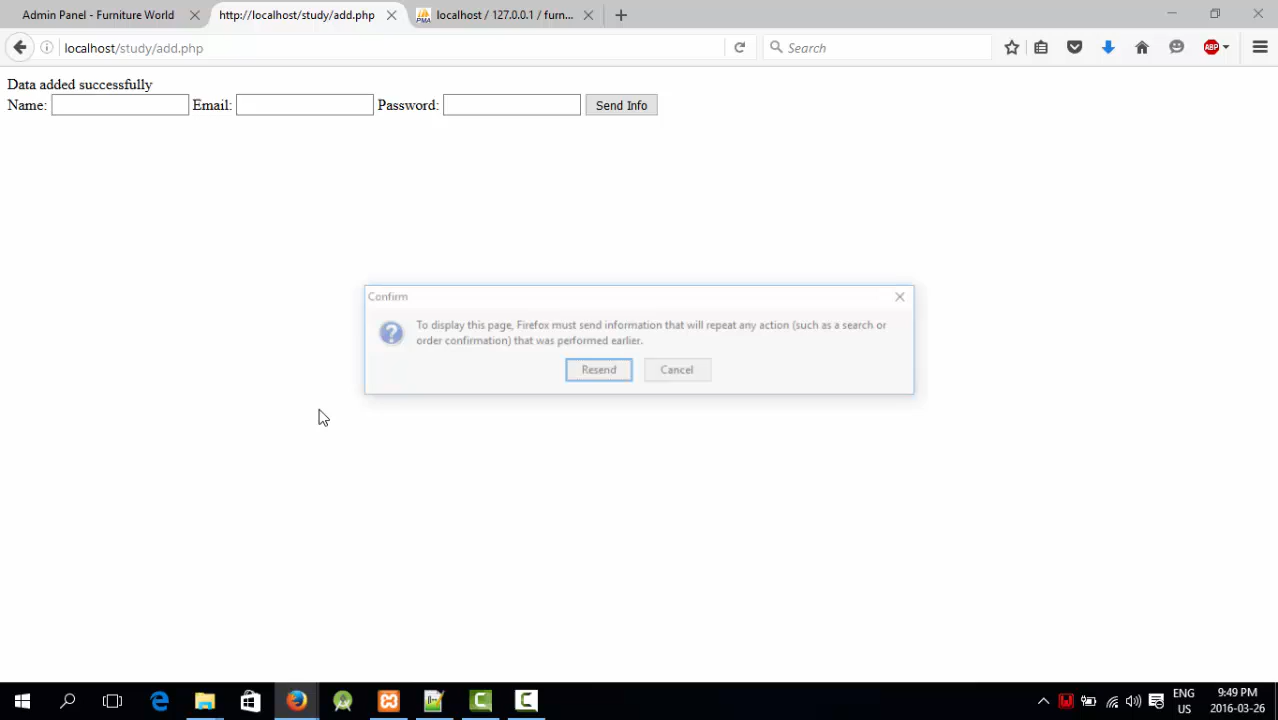 Admin Panel - Furniture World
http://localhost/study/add.php
PMA
localhost / 127.0.0.1 / furn...
localhost/study/add.php
Search
ABP
Data added successfully
Name:
Email:
Password:
Send Info
Confirm
To display this page, Firefox must send information that will repeat any action (such as a search or
order confirmation) that was performed earlier.
Resend
Cancel
ENG
US
9:49 PM
2016-03-26